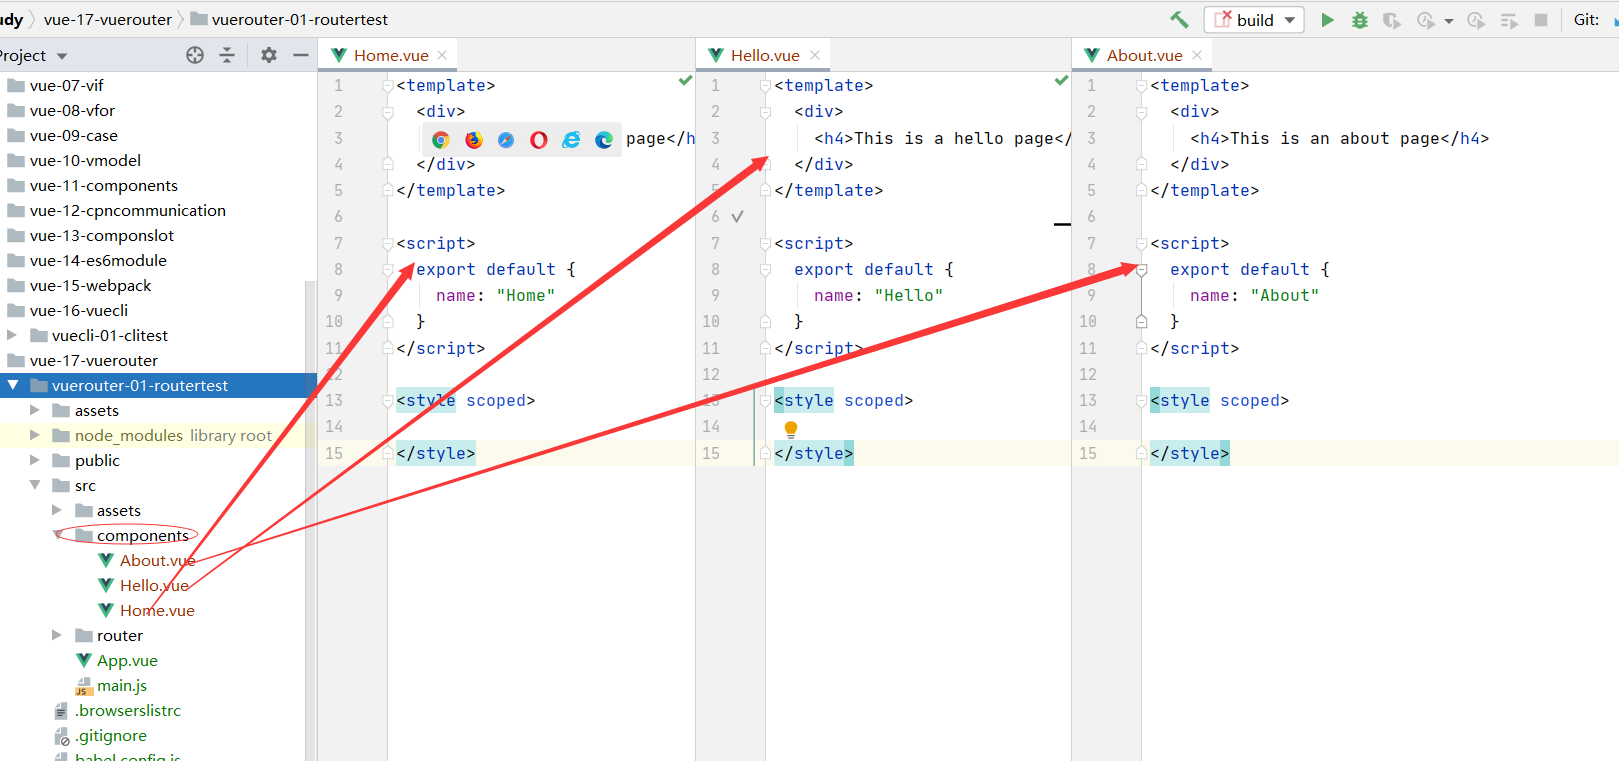 udy vue-17-vuerouter vuerouter-01-routertest
build Git:
Project
vue-07-vif
vue-08-vfor
vue-09-case
vue-10-vmodel
vue-11-components
vue-12-cpncommunication
vue-13-componslot
vue-14-es6module
vue-15-webpack
vue-16-vuecli
vuecli-01-clitest
vue-17-vuerouter
vuerouter-01-routertest
assets
node_modules library root
public
src
assets
components
About.vue
Hello.vue
Home.vue
router
App.vue
main.js
.browserslistrc
.gitignore
babel.config.js
Home.vue
1 <template>
2 <div>
3 page</h
4 </div>
5 </template>
6
7 <script>
8 export default {
9 name: "Home"
10 }
11 </script>
12
13 <style scoped>
14
15 </style>
Hello.vue
1 <template>
2 <div>
3 <h4>This is a hello page</
4 </div>
5 </template>
6
7 <script>
8 export default {
9 name: "Hello"
10 }
11 </script>
12
13 <style scoped>
14
15 </style>
About.vue
1 <template>
2 <div>
3 <h4>This is an about page</h4>
4 </div>
5 </template>
6
7 <script>
8 export default {
9 name: "About"
10 }
11 </script>
12
13 <style scoped>
14
15 </style>